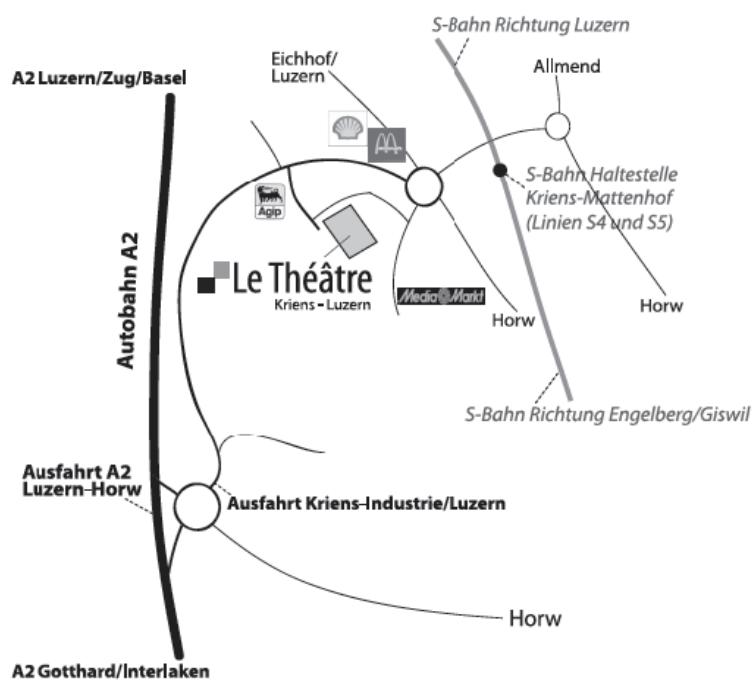 S-Bahn Richtung Luzern
Eichhof/
Luzern
Allmend
A2 Luzern/Zug/Basel
S-Bahn Haltestelle
Kriens-Mattenhof
(Linien S4 und S5)
Agip
Autobahn A2
Le Théâtre
Kriens – Luzern
Media Markt
Horw
Horw
S-Bahn Richtung Engelberg/Giswil
Ausfahrt A2
Luzern-Horw
Ausfahrt Kriens-Industrie/Luzern
Horw
A2 Gotthard/Interlaken